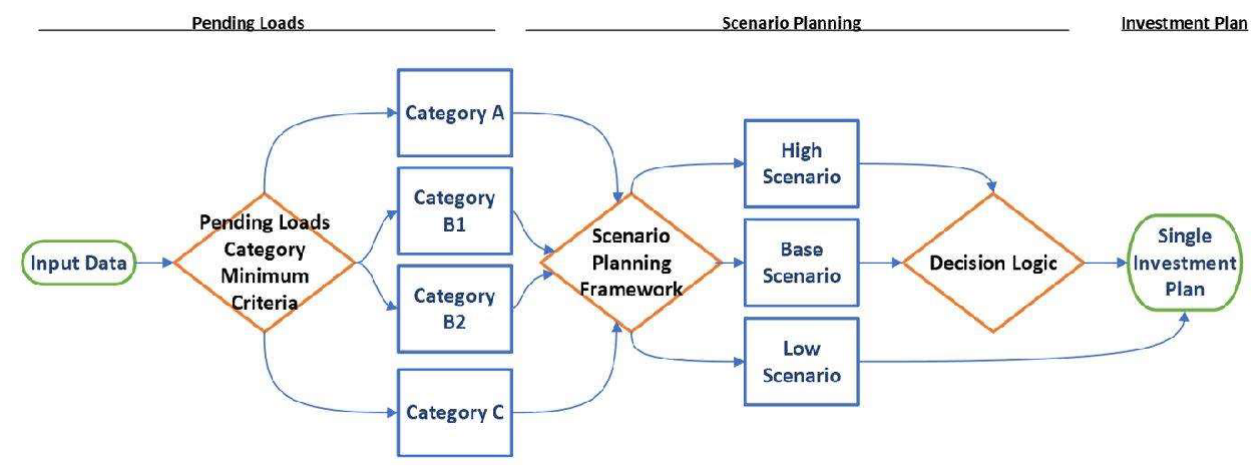 Pending Loads
Scenario Planning
Investment Plan
Input Data
Pending Loads
Category
Minimum
Criteria
Category A
Category
B1
Category
B2
Category C
Scenario
Planning
Framework
High
Scenario
Base
Scenario
Low
Scenario
Decision Logic
Single
Investment
Plan